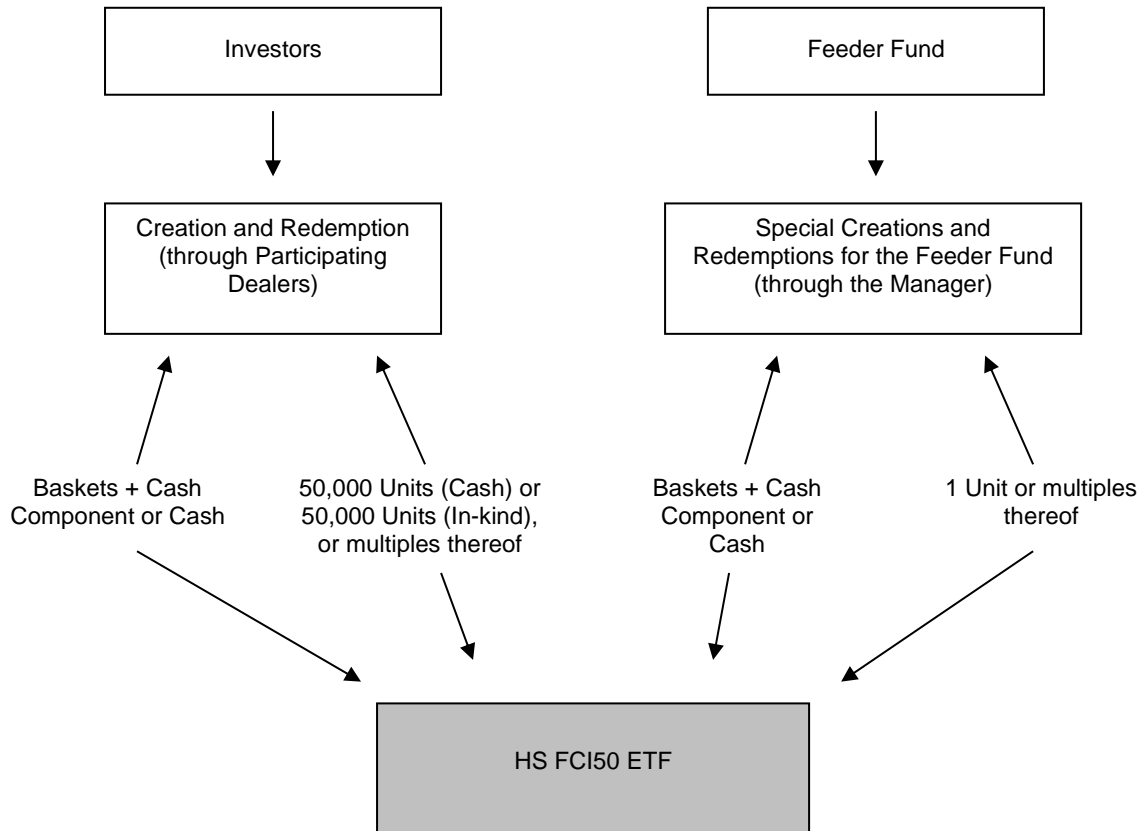 Investors
Feeder Fund
Creation and Redemption
(through Participating
Dealers)
Special Creations and
Redemptions for the Feeder Fund
(through the Manager)
Baskets + Cash
Component or Cash
50,000 Units (Cash) or
50,000 Units (In-kind),
or multiples thereof
Baskets + Cash
Component or
Cash
1 Unit or multiples
thereof
HS FCI50 ETF